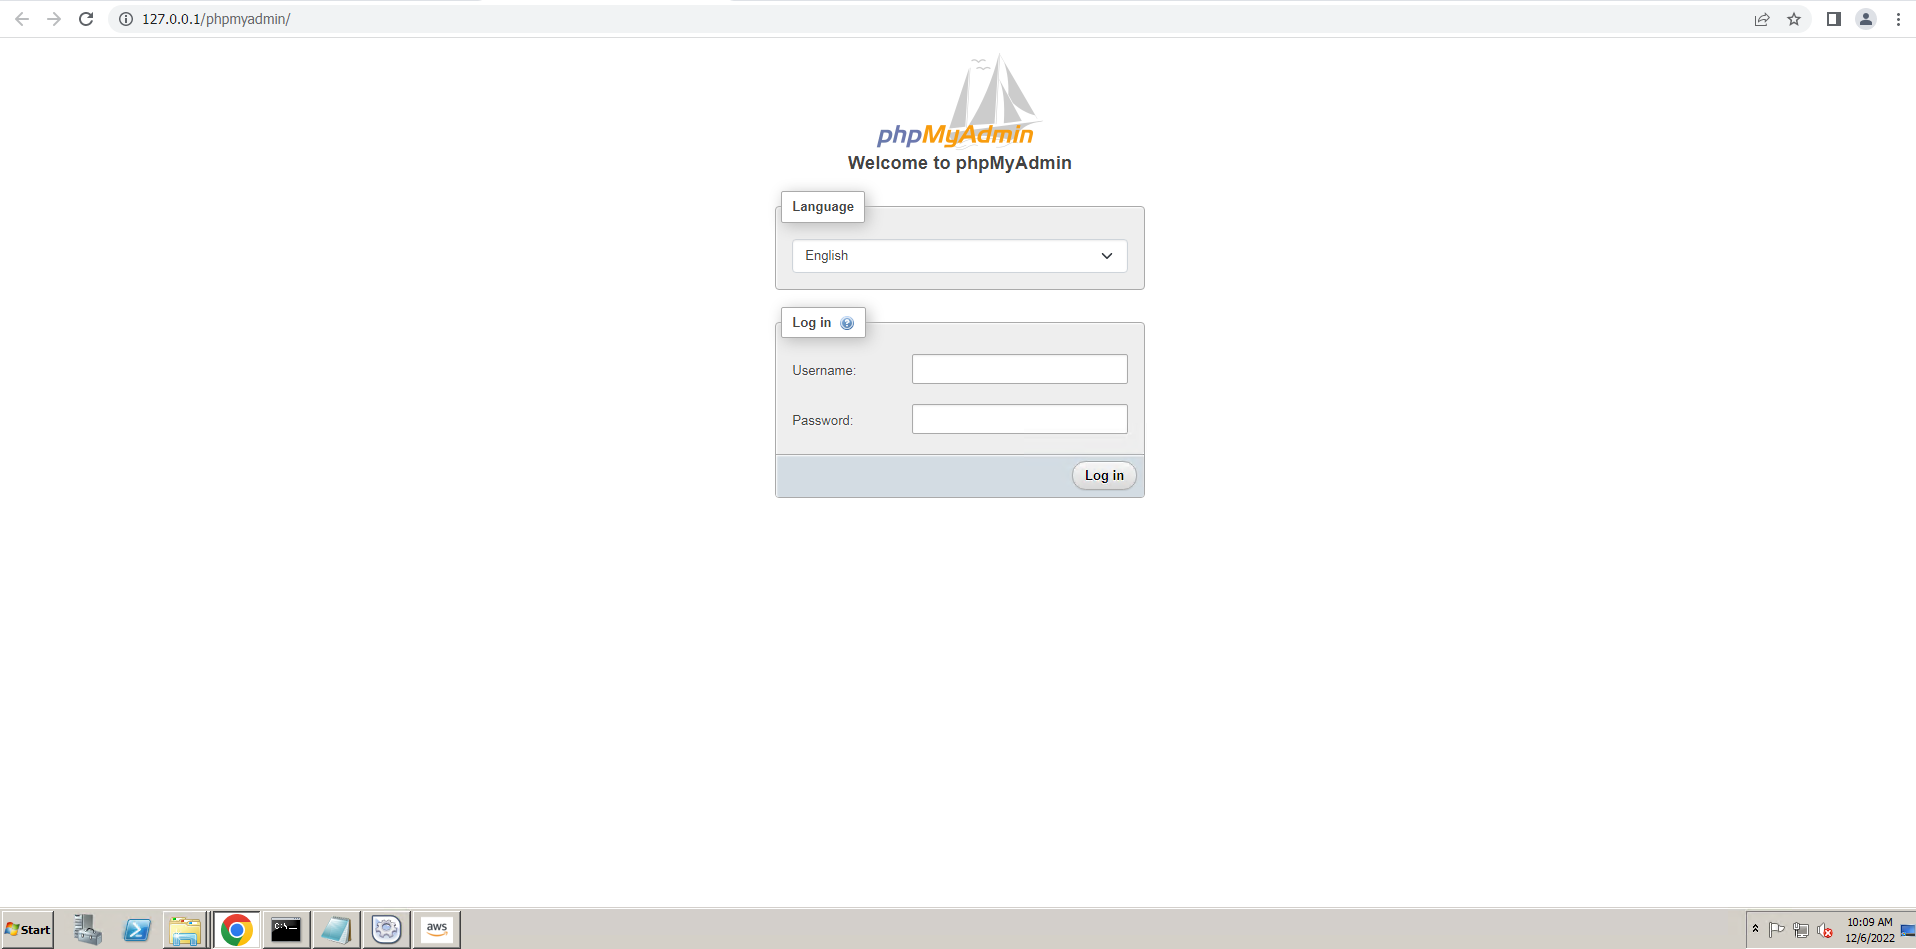 127.0.0.1/phpmyadmin/
phpMyAdmin
Welcome to phpMyAdmin
Language
English
Log in
Username:
Password:
Log in
Start
C:\_
aws
10:09 AM
12/6/2022